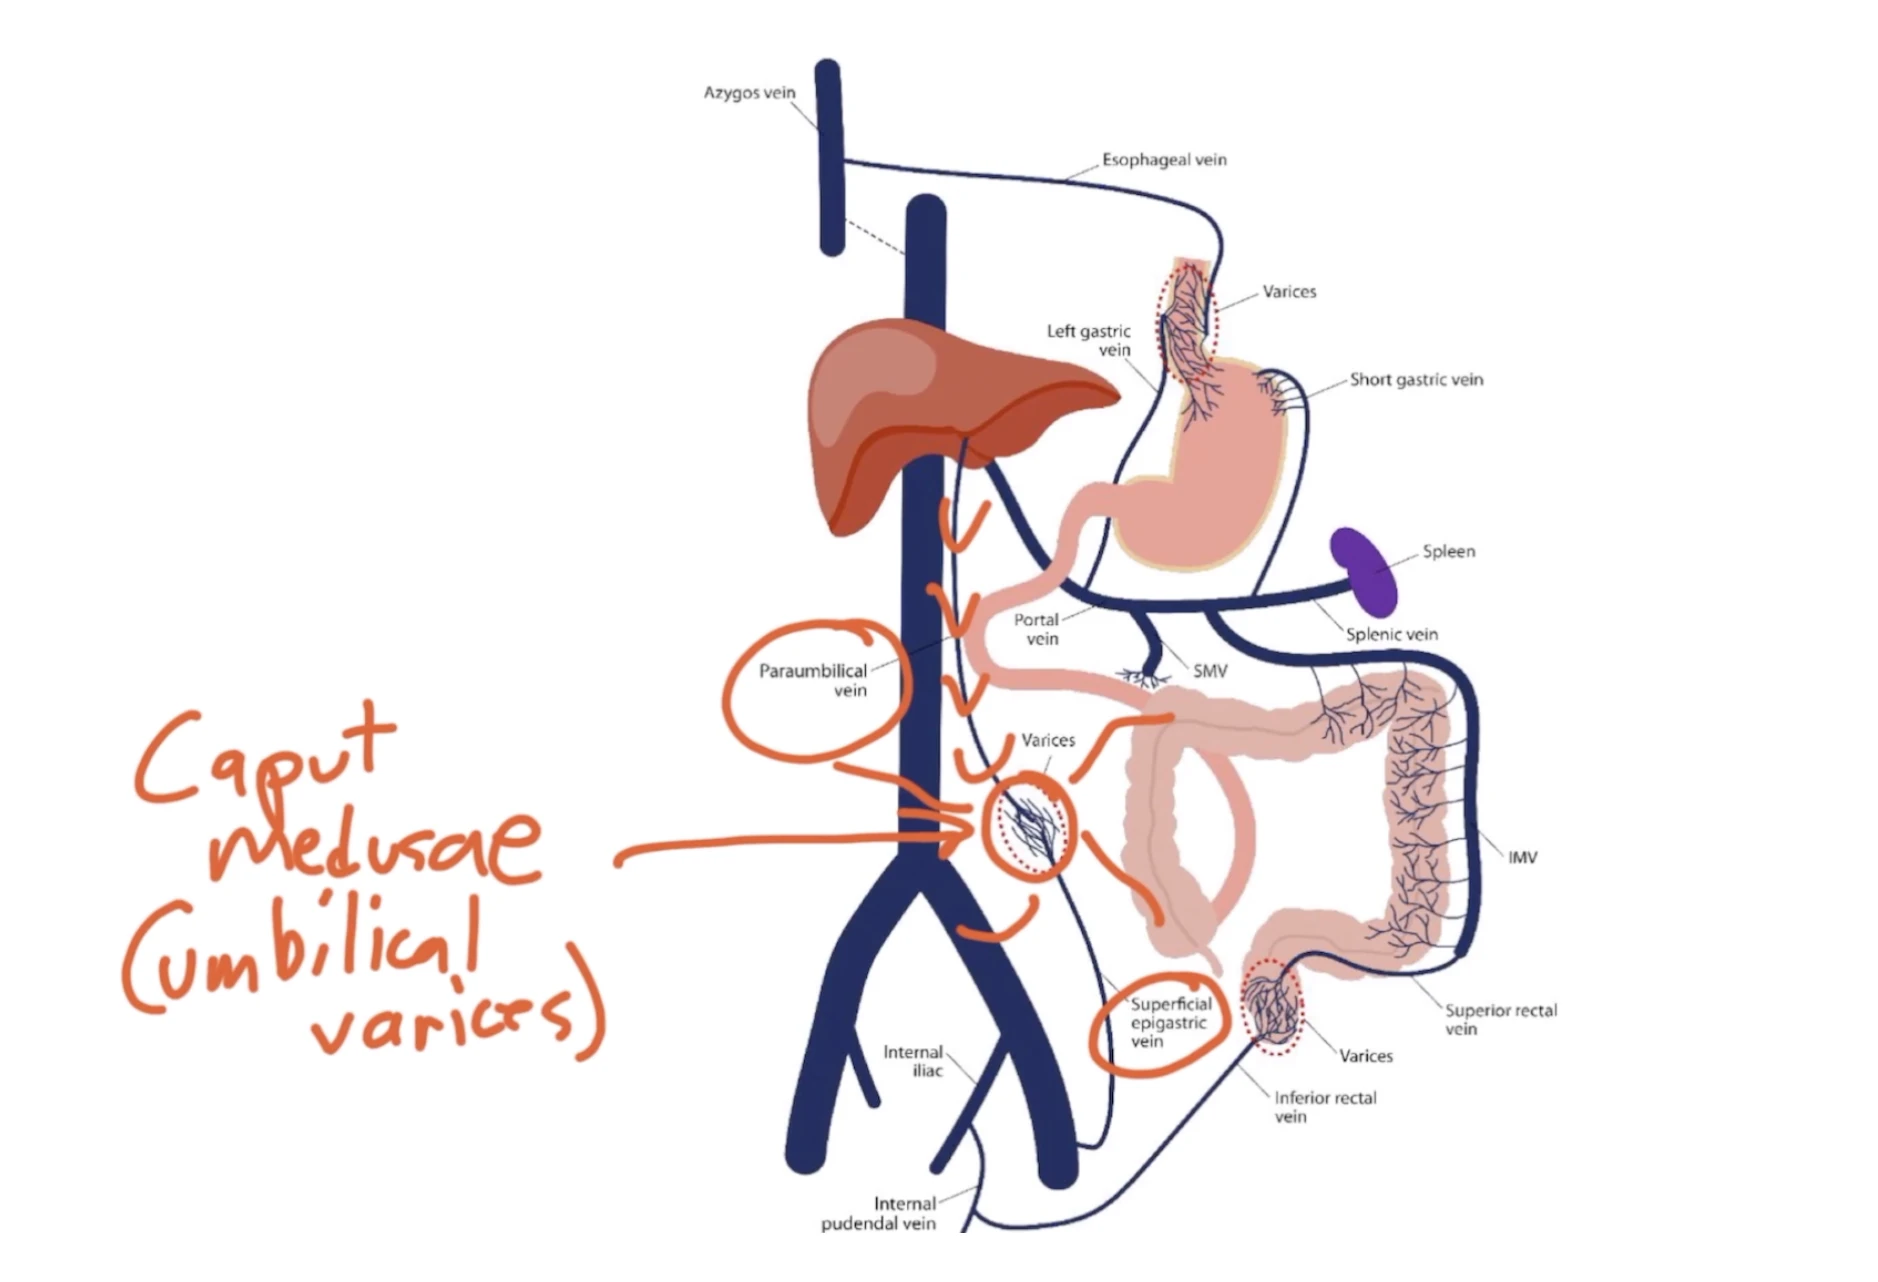 Azygos vein
Esophageal vein
Varices
Left gastric
vein
Short gastric vein
Spleen
Portal
vein
Splenic vein
Paraumbilical
vein
SMV
Varices
Caput
medusae
(umbilical
varices)
IMV
Superficial
epigastric
vein
Superior rectal
vein
Internal
iliac
Varices
Inferior rectal
vein
Internal
pudendal vein